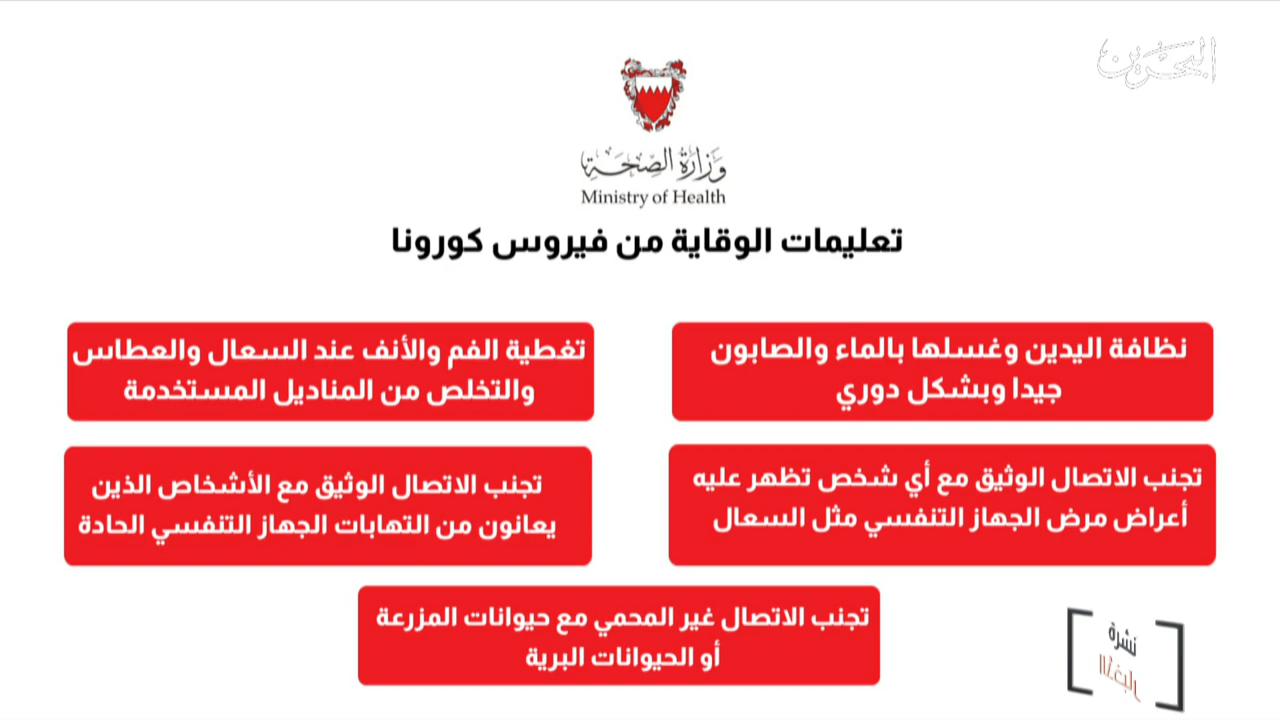 البحرين
وزارة الصحة
Ministry of Health
تعليمات الوقاية من فيروس كورونا
نظافة اليدين وغسلها بالماء والصابون
جيدا وبشكل دوري
تغطية الفم والأنف عند السعال والعطاس
والتخلص من المناديل المستخدمة
تجنب الاتصال الوثيق مع أي شخص تظهر عليه
أعراض مرض الجهاز التنفسي مثل السعال
تجنب الاتصال الوثيق مع الأشخاص الذين
يعانون من التهابات الجهاز التنفسي الحادة
تجنب الاتصال غير المحمي مع حيوانات المزرعة
أو الحيوانات البرية
نشرة